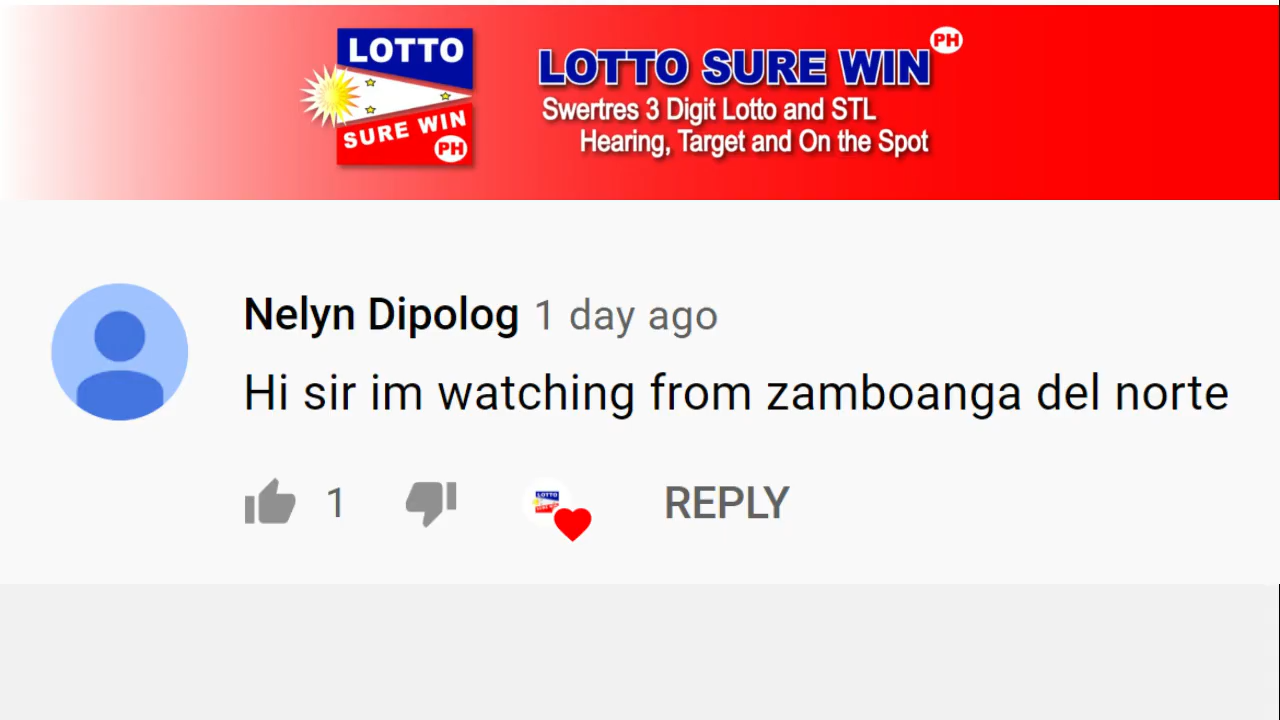 LOTTO
SURE WIN
PH
LOTTO SURE WIN PH
Swertres 3 Digit Lotto and STL
Hearing, Target and On the Spot
Nelyn Dipolog 1 day ago
Hi sir im watching from zamboanga del norte
1
LOTTO
REPLY